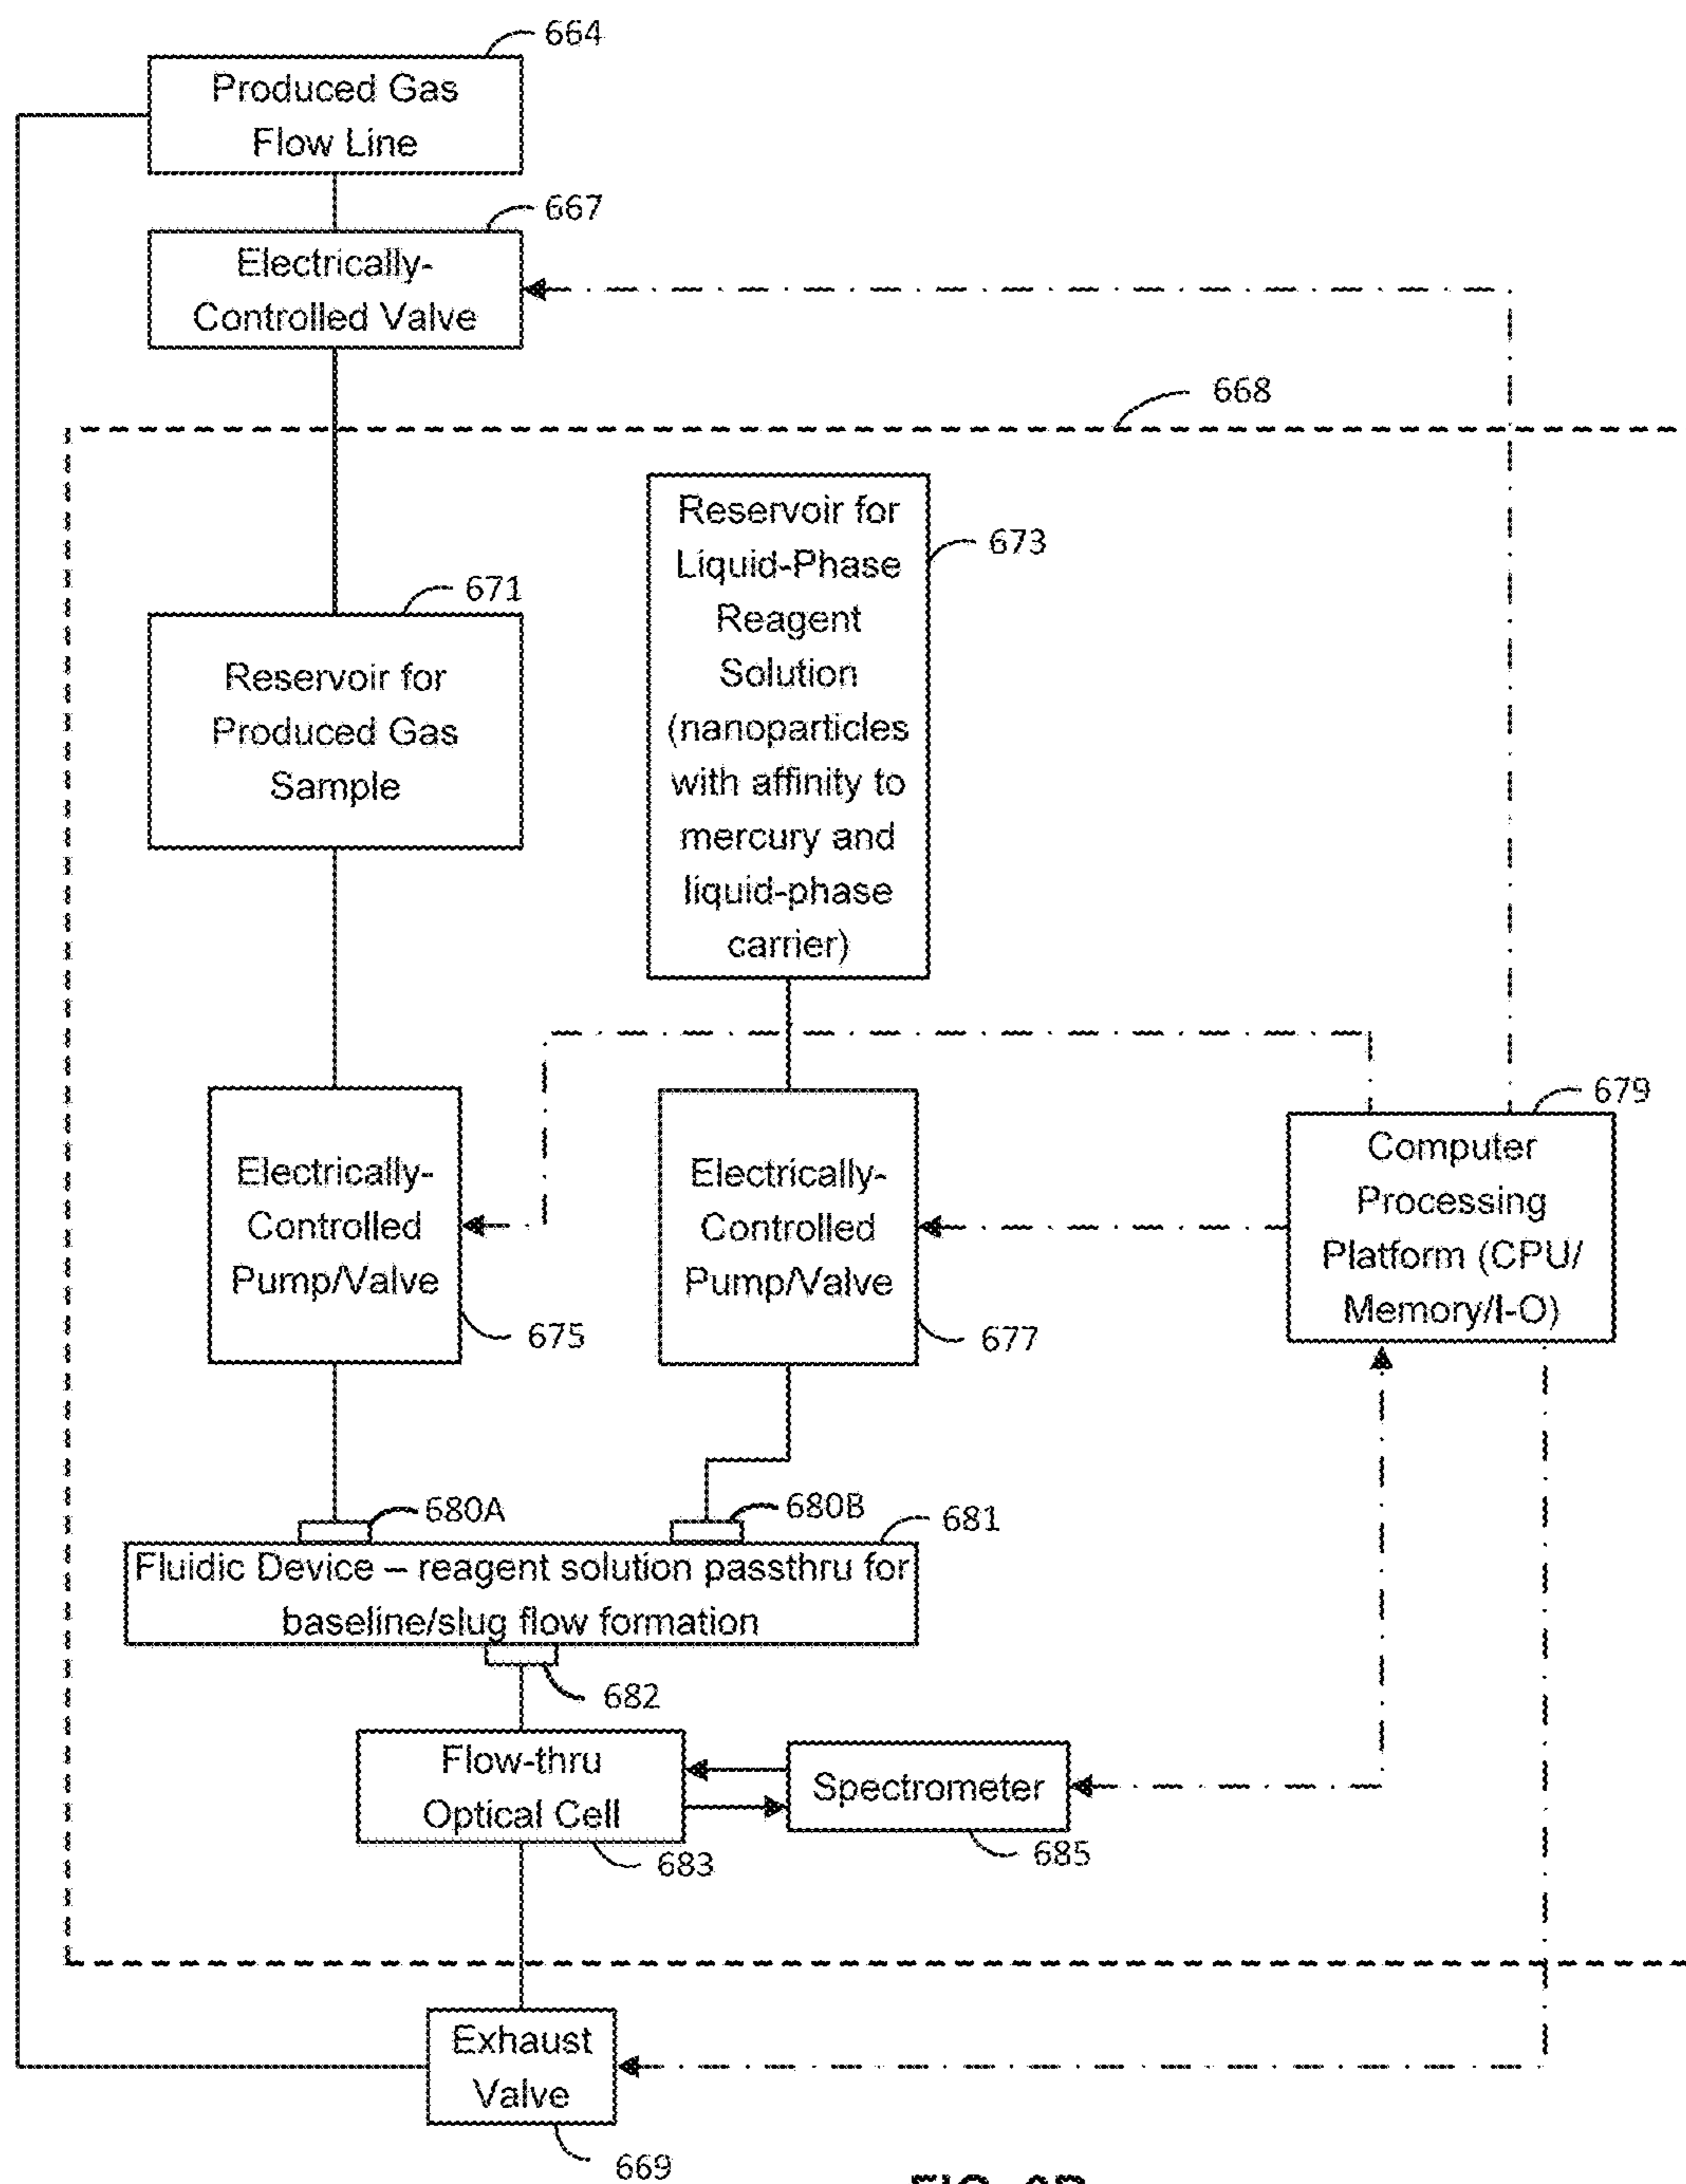 664
Produced Gas
Flow Line
667
Electrically-
Controlled Valve
668
Reservoir for
Liquid-Phase
Reagent
Solution
(nanoparticles
with affinity to
mercury and
liquid-phase
carrier)
673
671
Reservoir for
Produced Gas
Sample
679
Computer
Processing
Platform (CPU/
Memory/I-O)
Electrically-
Controlled
Pump/Valve
675
Electrically-
Controlled
Pump/Valve
677
680A
680B
681
Fluidic Device – reagent solution passthru for
baseline/slug flow formation
682
Flow-thru
Optical Cell
683
Spectrometer
685
Exhaust
Valve
669